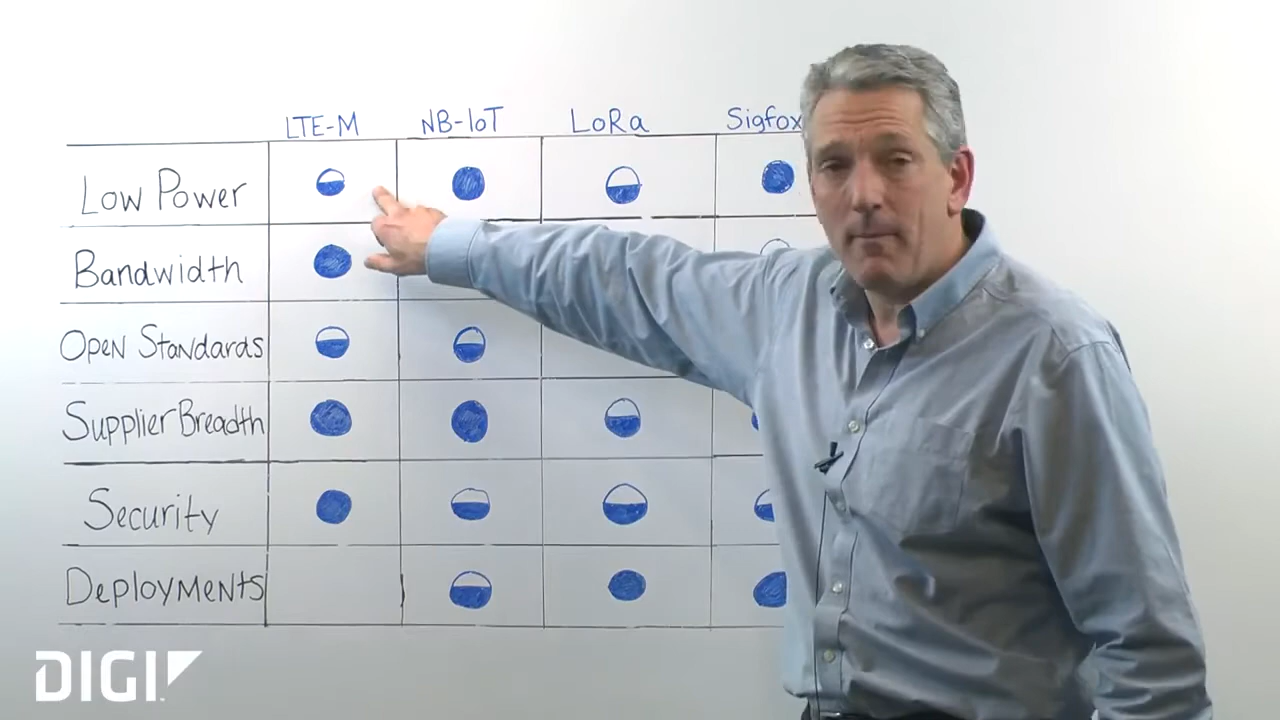 LTE-M NB-IoT LoRa Sigfox
Low Power
Bandwidth
Open Standards
Supplier Breadth
Security
Deployments
DIGI